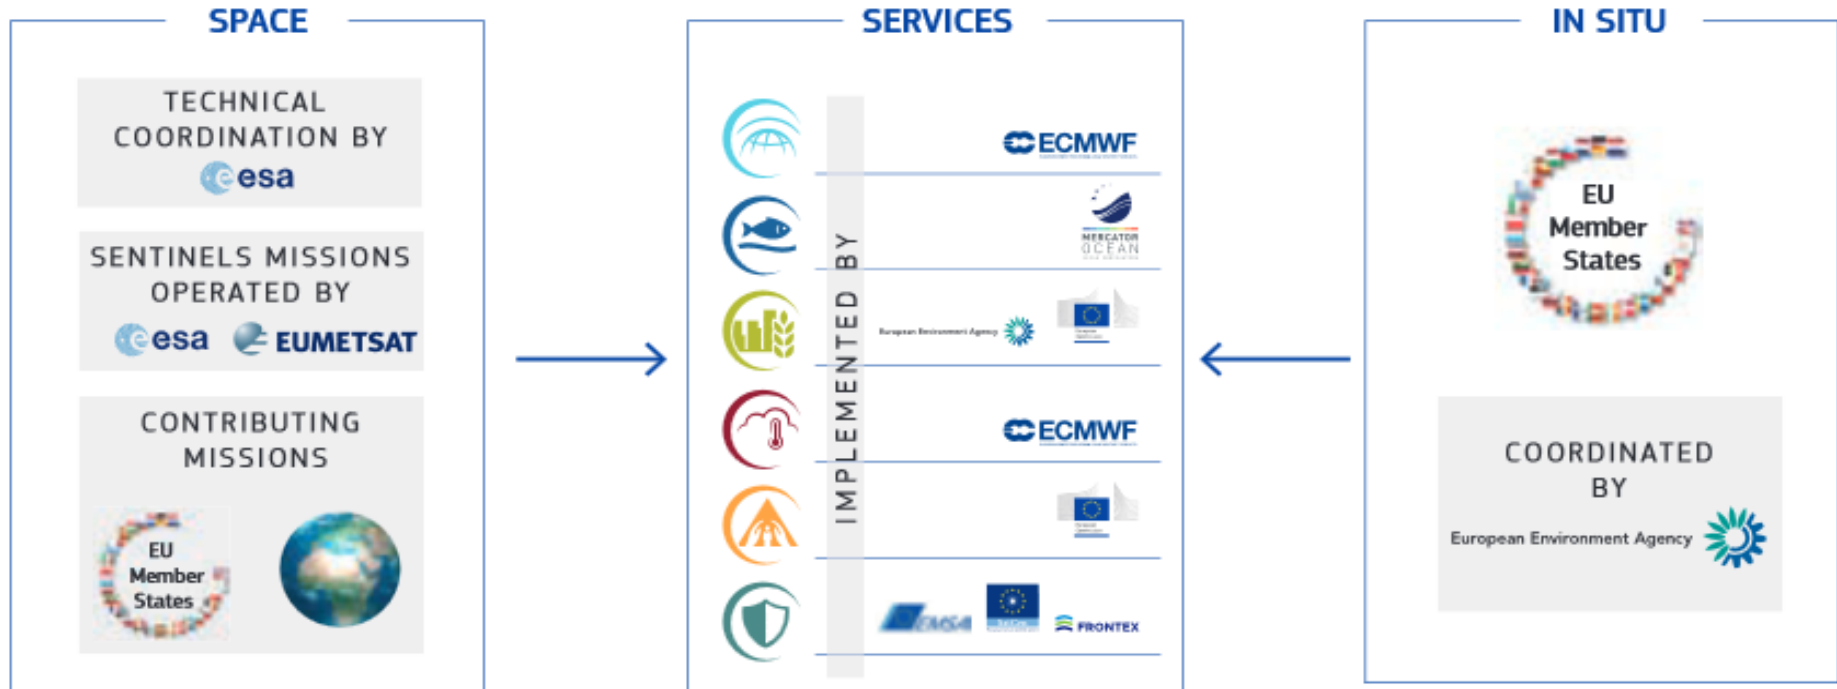 SPACE
TECHNICAL
COORDINATION BY
esa
SENTINELS MISSIONS
OPERATED BY
esa EUMETSAT
CONTRIBUTING
MISSIONS
EU
Member
States
SERVICES
IMPLEMENTED BY
ECMWF
MERCATOR
OCEAN
European Environment Agency
ECMWF
EMSA
FRONTEX
IN SITU
EU
Member
States
COORDINATED
BY
European Environment Agency